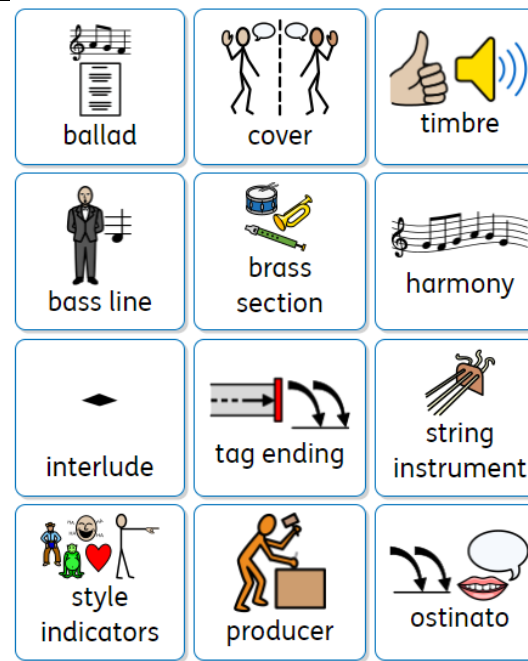 ballad
cover
timbre
bass line
brass
section
harmony
interlude
tag ending
string
instrument
style
indicators
producer
ostinato